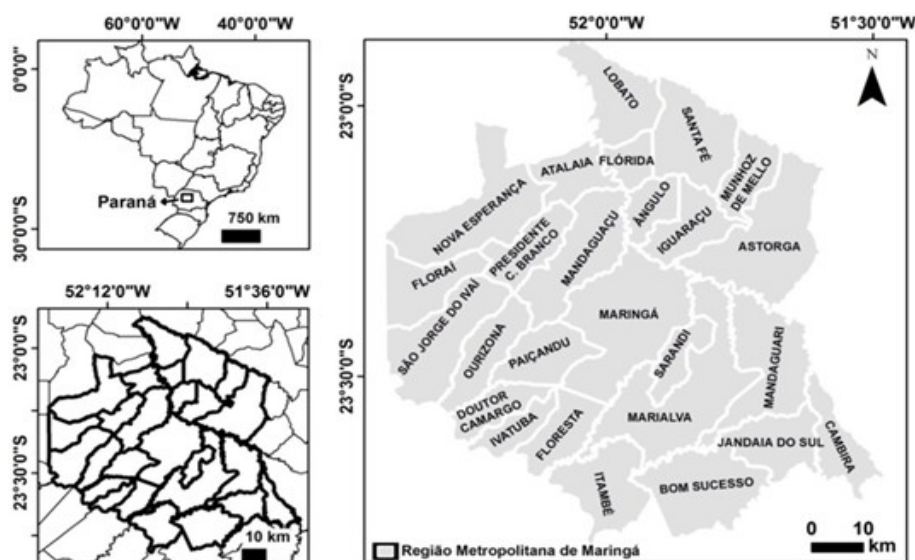 60°0'0"W 40°0'0"W
0°0'0"
30°0'0"S
Paraná
750 km
52°12'0"W 51°36'0"W
23°0'0"S
23°30'0"S
10 km
52°0'0"W 51°30'0"W
23°0'0"S
23°30'0"S
N
LOBATO
SANTA FÉ
ATALAIA FLÓRIDA
MUNHOZ
DE MELLO
NOVA ESPERANÇA
ÂNGULO
PRESIDENTE
C. BRANCO
MANDAGUAÇU
IGUARAÇU
ASTORGA
FLORAÍ
SÃO JORGE DO IVAÍ
MARINGÁ
OURIZONA
PAIÇANDU
SARANDI
MANDAGUARI
DOUTOR
CAMARGO
IVATUBA
FLORESTA
MARIALVA
JANDAIA DO SUL
CAMBIRA
ITAMBÉ
BOM SUCESSO
Região Metropolitana de Maringá
0 10
km